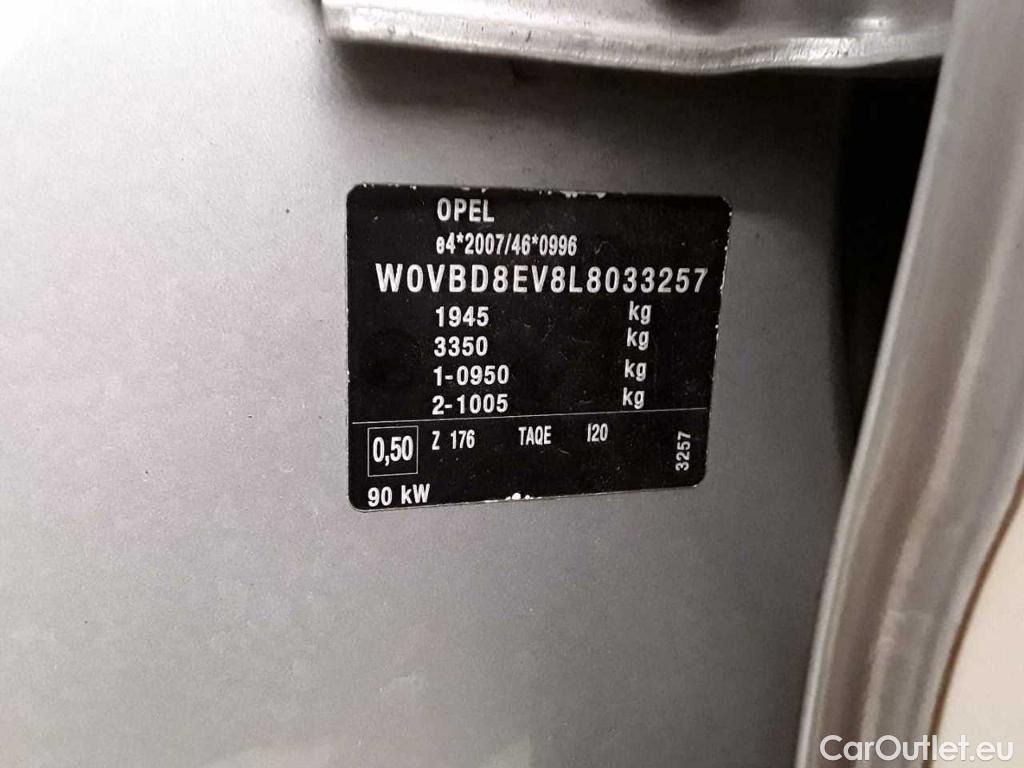 OPEL
e4*2007/46*0996
W0VBD8EV8L8033257
1945 kg
3350 kg
1-0950 kg
2-1005 kg
0,50 Z 176 TAQE I20
3257
90 kW
CarOutlet.eu